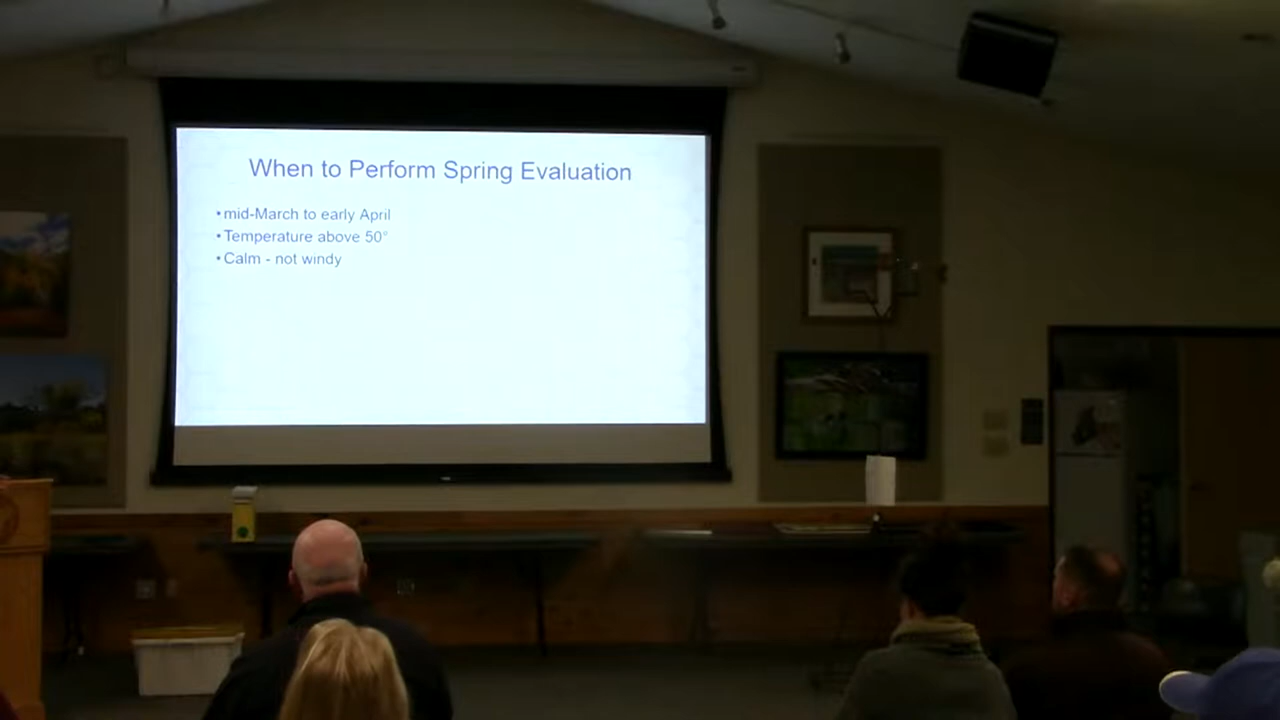 When to Perform Spring Evaluation
•mid-March to early April
•Temperature above 50°
•Calm - not windy